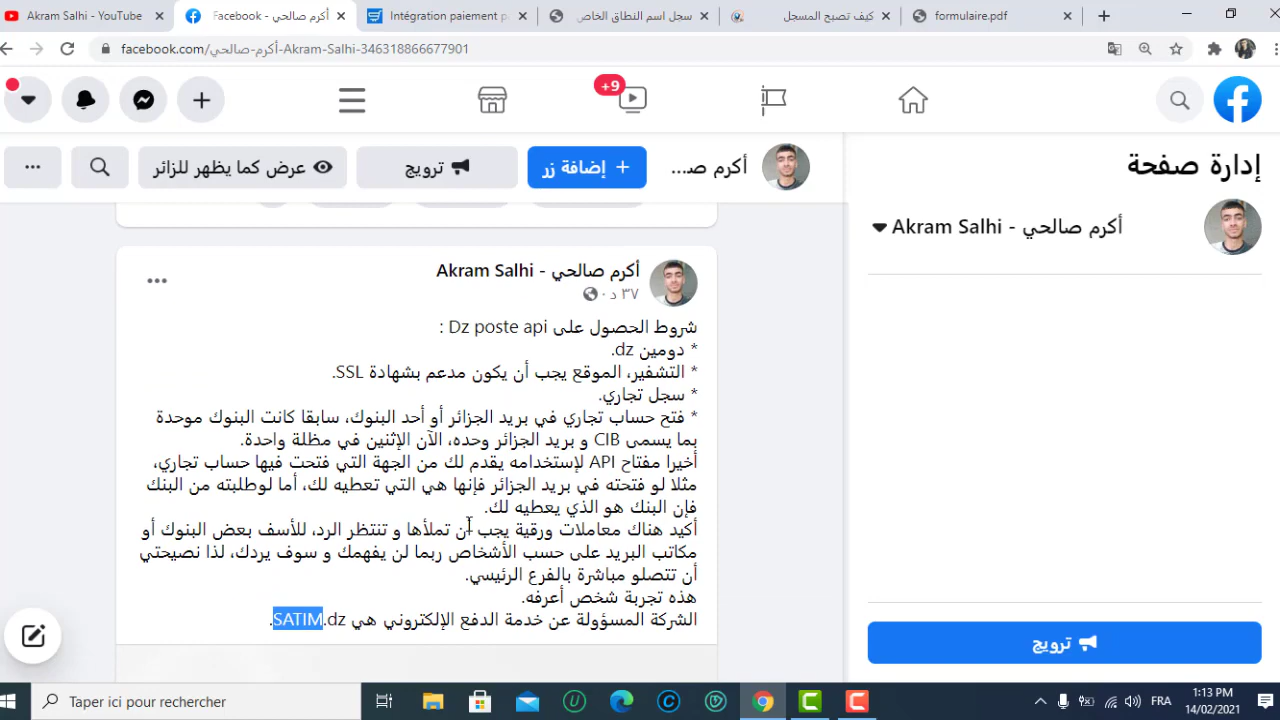 Akram Salhi - YouTube
أكرم صالحي - Facebook
Intégration paiement p
سجل اسم النطاق الخاص
كيف تصبح المسجل
formulaire.pdf
facebook.com/أكرم-صالحي-Akram-Salhi-346318866677901
+9
إدارة صفحة
أكرم صالحي - Akram Salhi
ترويج
أكرم صـ...
+ إضافة زر
ترويج
عرض كما يظهر للزائر
أكرم صالحي - Akram Salhi
٣٧ د ·
شروط الحصول على Dz poste api :
* دومين dz.
* التشفير، الموقع يجب أن يكون مدعم بشهادة SSL.
* سجل تجاري.
* فتح حساب تجاري في بريد الجزائر أو أحد البنوك، سابقا كانت البنوك موحدة
بما يسمى CIB و بريد الجزائر وحده، الآن الإثنين في مظلة واحدة.
أخيرا مفتاح API لإستخدامه يقدم لك من الجهة التي فتحت فيها حساب تجاري،
مثلا لو فتحته في بريد الجزائر فإنها هي التي تعطيه لك، أما لوطلبته من البنك
فإن البنك هو الذي يعطيه لك.
أكيد هناك معاملات ورقية يجب أن تملأها و تنتظر الرد، للأسف بعض البنوك أو
مكاتب البريد على حسب الأشخاص ربما لن يفهمك و سوف يردك، لذا نصيحتي
أن تتصلو مباشرة بالفرع الرئيسي.
هذه تجربة شخص أعرفه.
الشركة المسؤولة عن خدمة الدفع الإلكتروني هي SATIM.dz.
Taper ici pour rechercher
FRA
1:13 PM
14/02/2021